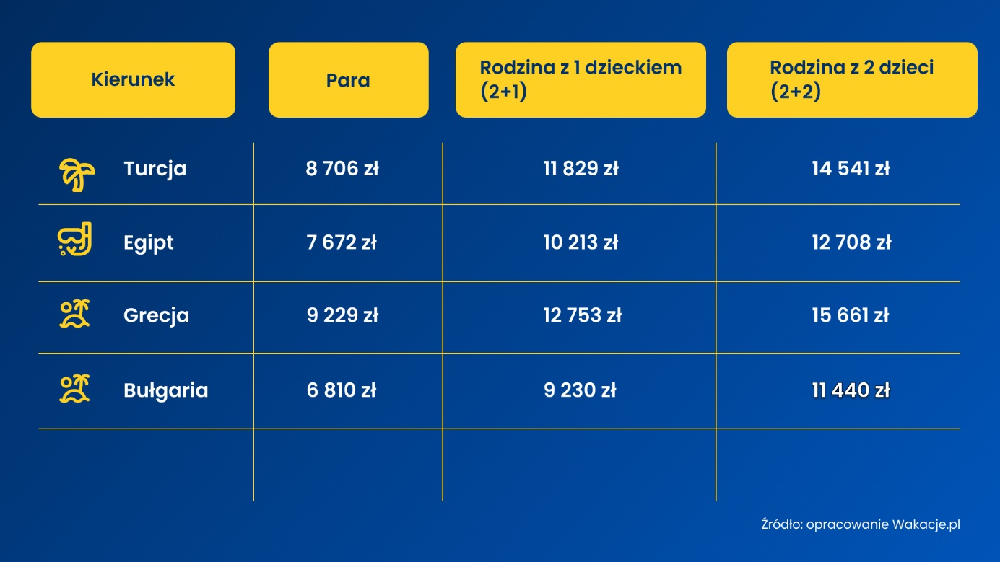 Kierunek
Para
Rodzina z 1 dzieckiem
(2+1)
Rodzina z 2 dzieci
(2+2)
Turcja 8 706 zł 11 829 zł 14 541 zł
Egipt 7 672 zł 10 213 zł 12 708 zł
Grecja 9 229 zł 12 753 zł 15 661 zł
Bułgaria 6 810 zł 9 230 zł 11 440 zł
Źródło: opracowanie Wakacje.pl